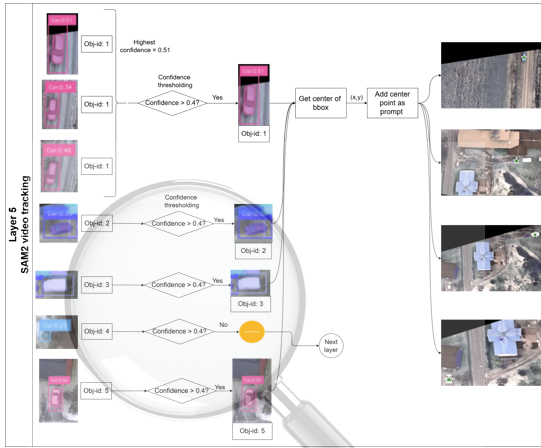 Layer 5
SAM2 video tracking
Car:0.51
Obj-id: 1
Highest
confidence = 0.51
Car:0.34
Obj-id: 1
Confidence
thresholding
Confidence > 0.4?
Yes
Car:0.51
Obj-id: 1
Get center of
bbox
(x,y)
Add center
point as
prompt
Obj-id: 1
Confidence
thresholding
Obj-id: 2
Confidence > 0.4?
Yes
Obj-id: 2
Obj-id: 3
Confidence > 0.4?
Yes
Obj-id: 3
Obj-id: 4
Confidence > 0.4?
No
Next
layer
Obj-id: 5
Confidence > 0.4?
Yes
Obj-id: 5